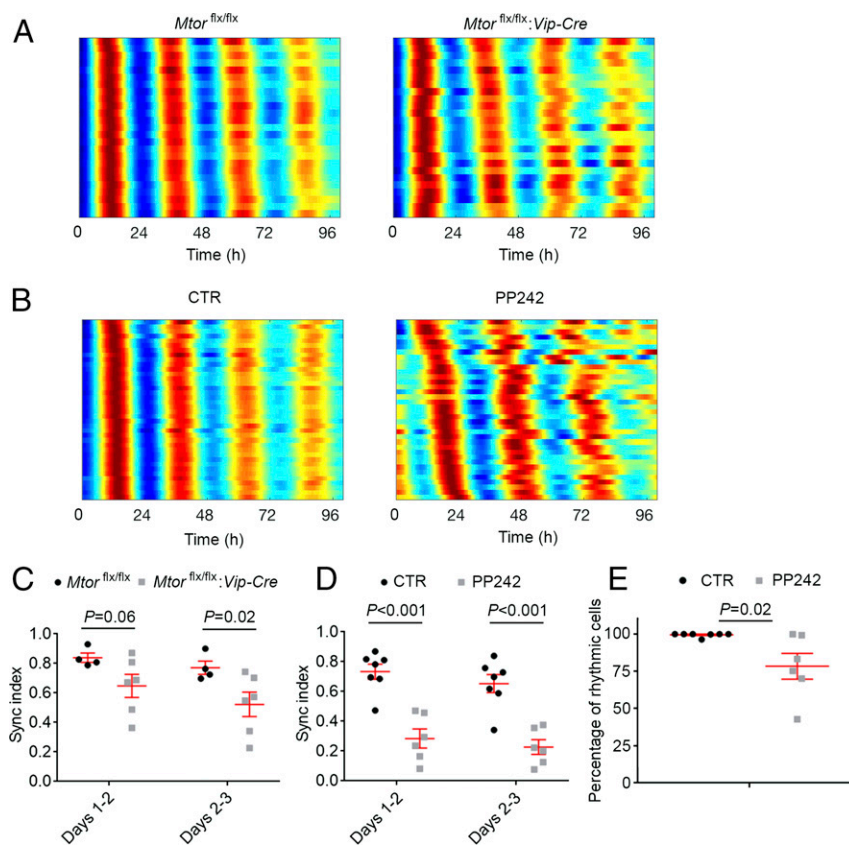 A
Mtor flx/flx
Mtor flx/flx:Vip-Cre
0 24 48 72 96
Time (h)
0 24 48 72 96
Time (h)
B
CTR
PP242
0 24 48 72 96
Time (h)
0 24 48 72 96
Time (h)
C
Mtor flx/flx
Mtor flx/flx:Vip-Cre
P=0.06
P=0.02
1.0
0.8
0.6
0.4
0.2
0.0
Sync index
Days 1-2
Days 2-3
D
CTR
PP242
P<0.001
P<0.001
1.0
0.8
0.6
0.4
0.2
0.0
Sync index
Days 1-2
Days 2-3
E
CTR
PP242
P=0.02
100
75
50
25
0
Percentage of rhythmic cells